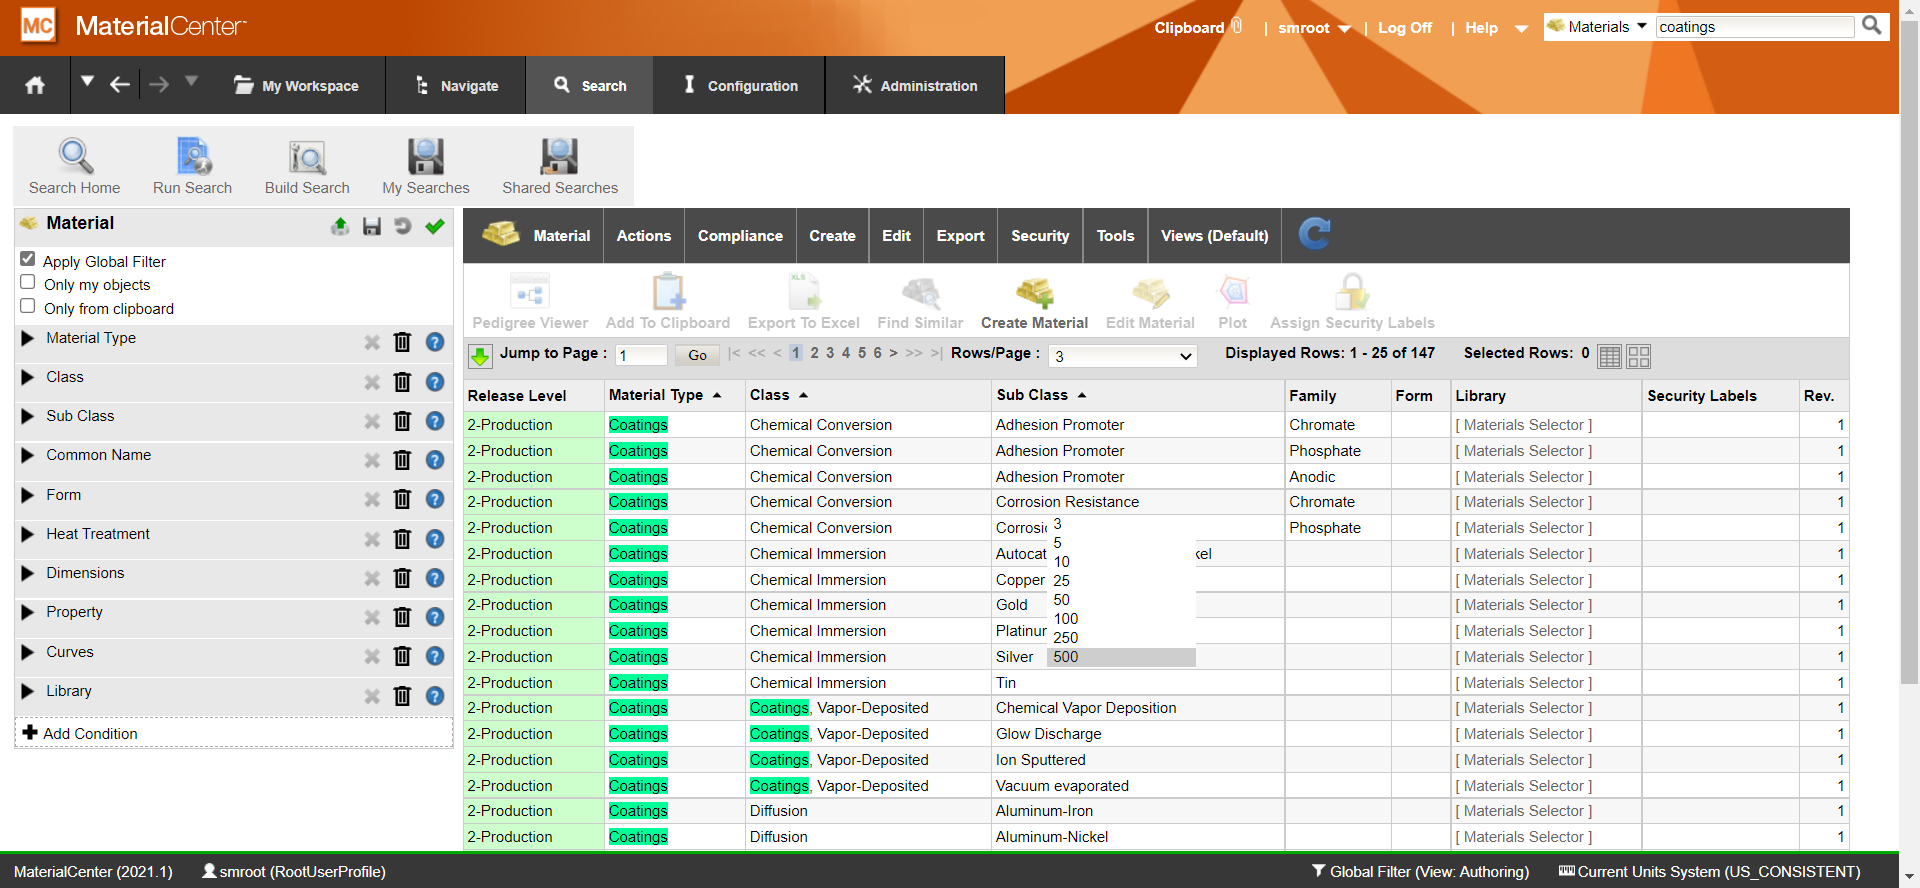 MC MaterialCenter
Clipboard | smroot | Log Off | Help Materials coatings
My Workspace Navigate Search Configuration Administration
Search Home Run Search Build Search My Searches Shared Searches
Material
Apply Global Filter
Only my objects
Only from clipboard
Material Type
Class
Sub Class
Common Name
Form
Heat Treatment
Dimensions
Property
Curves
Library
Add Condition
Material Actions Compliance Create Edit Export Security Tools Views (Default)
Pedigree Viewer Add To Clipboard XLS Export To Excel Find Similar Create Material Edit Material Plot Assign Security Labels
Jump to Page : 1 Go |< << < 1 2 3 4 5 6 > >> >| Rows/Page : 3 Displayed Rows: 1 - 25 of 147 Selected Rows: 0
Release Level Material Type Class Sub Class Family Form Library Security Labels Rev.
2-Production Coatings Chemical Conversion Adhesion Promoter Chromate [ Materials Selector ] 1
2-Production Coatings Chemical Conversion Adhesion Promoter Phosphate [ Materials Selector ] 1
2-Production Coatings Chemical Conversion Adhesion Promoter Anodic [ Materials Selector ] 1
2-Production Coatings Chemical Conversion Corrosion Resistance Chromate [ Materials Selector ] 1
2-Production Coatings Chemical Conversion Corrosi Phosphate [ Materials Selector ] 1
2-Production Coatings Chemical Immersion Autocat kel [ Materials Selector ] 1
2-Production Coatings Chemical Immersion Copper [ Materials Selector ] 1
2-Production Coatings Chemical Immersion Gold [ Materials Selector ] 1
2-Production Coatings Chemical Immersion Platinu [ Materials Selector ] 1
2-Production Coatings Chemical Immersion Silver [ Materials Selector ] 1
2-Production Coatings Chemical Immersion Tin [ Materials Selector ] 1
2-Production Coatings Coatings, Vapor-Deposited Chemical Vapor Deposition [ Materials Selector ] 1
2-Production Coatings Coatings, Vapor-Deposited Glow Discharge [ Materials Selector ] 1
2-Production Coatings Coatings, Vapor-Deposited Ion Sputtered [ Materials Selector ] 1
2-Production Coatings Coatings, Vapor-Deposited Vacuum evaporated [ Materials Selector ] 1
2-Production Coatings Diffusion Aluminum-Iron [ Materials Selector ] 1
2-Production Coatings Diffusion Aluminum-Nickel [ Materials Selector ] 1
3
5
10
25
50
100
250
500
MaterialCenter (2021.1) smroot (RootUserProfile) Global Filter (View: Authoring) Current Units System (US_CONSISTENT)